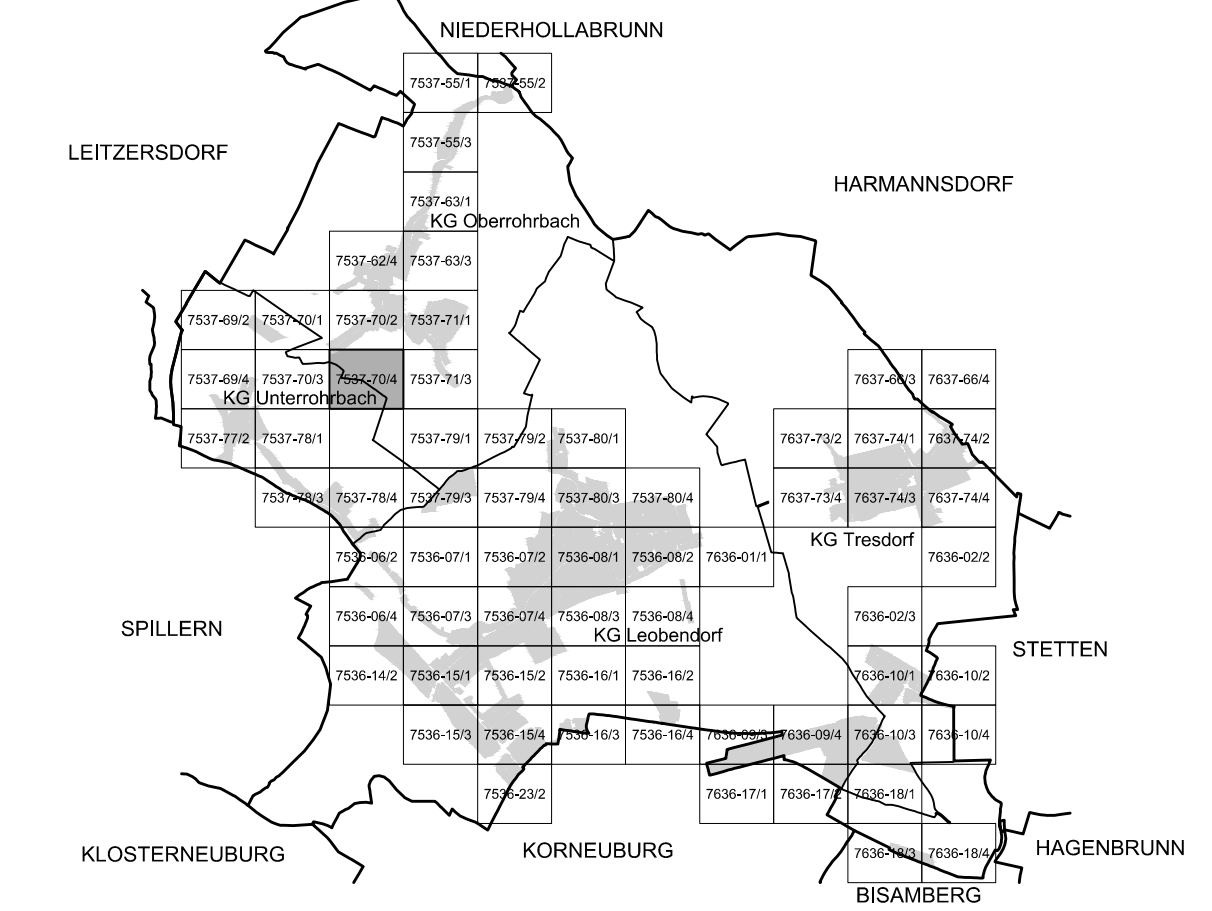 NIEDERHOLLABRUNN
7537-55/1 7537-55/2
LEITZERSDORF
7537-55/3
HARMANNSDORF
7537-63/1
KG Oberrohrbach
7537-62/4 7537-63/3
7537-69/2 7537-70/1 7537-70/2 7537-71/1
7537-69/4 7537-70/3 7537-70/4 7537-71/3 7637-66/3 7637-66/4
KG Unterrohrbach
7537-77/2 7537-78/1 7537-79/1 7537-79/2 7537-80/1 7637-73/2 7637-74/1 7637-74/2
7537-78/3 7537-78/4 7537-79/3 7537-79/4 7537-80/3 7537-80/4 7637-73/4 7637-74/3 7637-74/4
KG Tresdorf
7536-06/2 7536-07/1 7536-07/2 7536-08/1 7536-08/2 7636-01/1 7636-02/2
7536-06/4 7536-07/3 7536-07/4 7536-08/3 7536-08/4 7636-02/3
SPILLERN
KG Leobendorf
STETTEN
7536-14/2 7536-15/1 7536-15/2 7536-16/1 7536-16/2 7636-10/1 7636-10/2
7536-15/3 7536-15/4 7536-16/3 7536-16/4 7636-09/3 7636-09/4 7636-10/3 7636-10/4
7536-23/2 7636-17/1 7636-17/2 7636-18/1
KLOSTERNEUBURG
KORNEUBURG
7636-18/3 7636-18/4
HAGENBRUNN
BISAMBERG